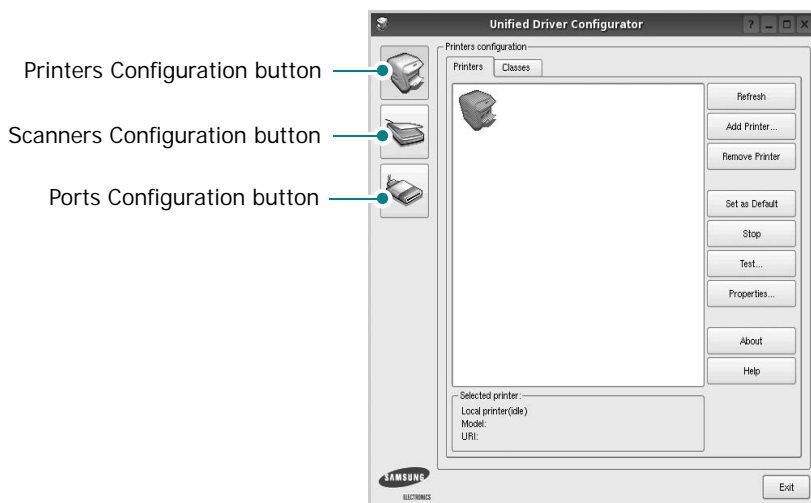 Unified Driver Configurator
Printers Configuration button
Scanners Configuration button
Ports Configuration button
Printers configuration
Printers
Classes
Refresh
Add Printer...
Remove Printer
Set as Default
Stop
Test...
Properties...
About
Help
Selected printer:
Local printer(idle)
Model:
URI:
SAMSUNG
ELECTRONICS
Exit